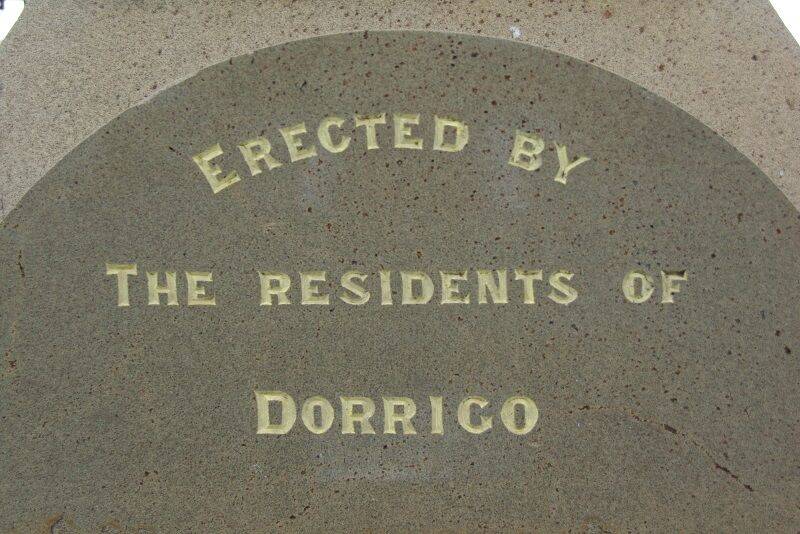 ERECTED BY
THE RESIDENTS OF
DORRIGO